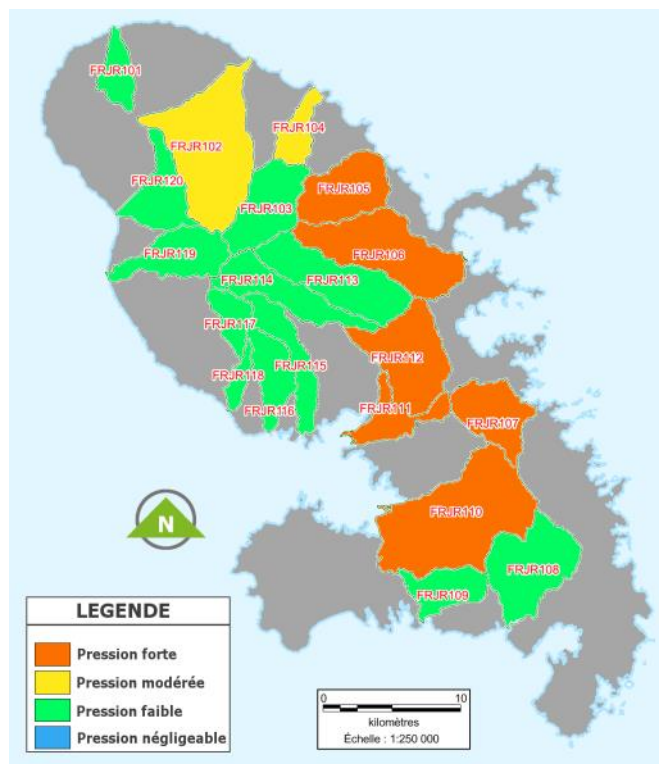 FRJR101
FRJR104
FRJR102
FRJR120
FRJR105
FRJR103
FRJR106
FRJR119
FRJR114
FRJR113
FRJR117
FRJR112
FRJR115
FRJR118
FRJR116
FRJR111
FRJR107
FRJR110
FRJR108
FRJR109
N
LEGENDE
Pression forte
Pression modérée
Pression faible
Pression négligeable
0 10
kilomètres
Échelle : 1:250 000